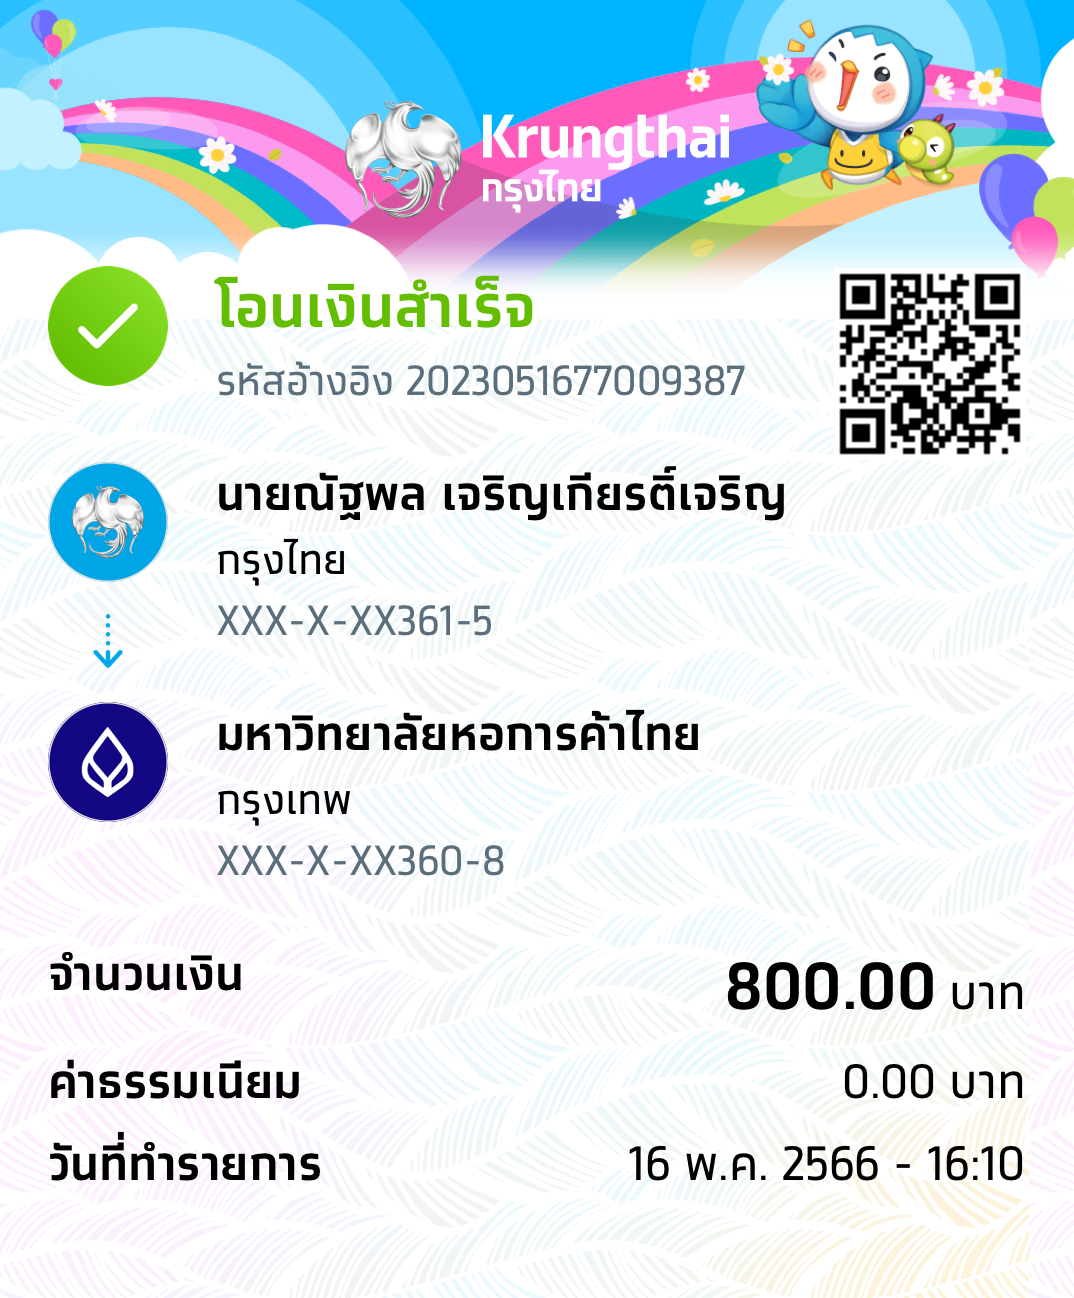 Krungthai
กรุงไทย
โอนเงินสำเร็จ
รหัสอ้างอิง 2023051677009387
นายณัฐพล เจริญเกียรติ์เจริญ
กรุงไทย
XXX-X-XX361-5
มหาวิทยาลัยหอการค้าไทย
กรุงเทพ
XXX-X-XX360-8
จำนวนเงิน 800.00 บาท
ค่าธรรมเนียม 0.00 บาท
วันที่ทำรายการ 16 พ.ค. 2566 - 16:10